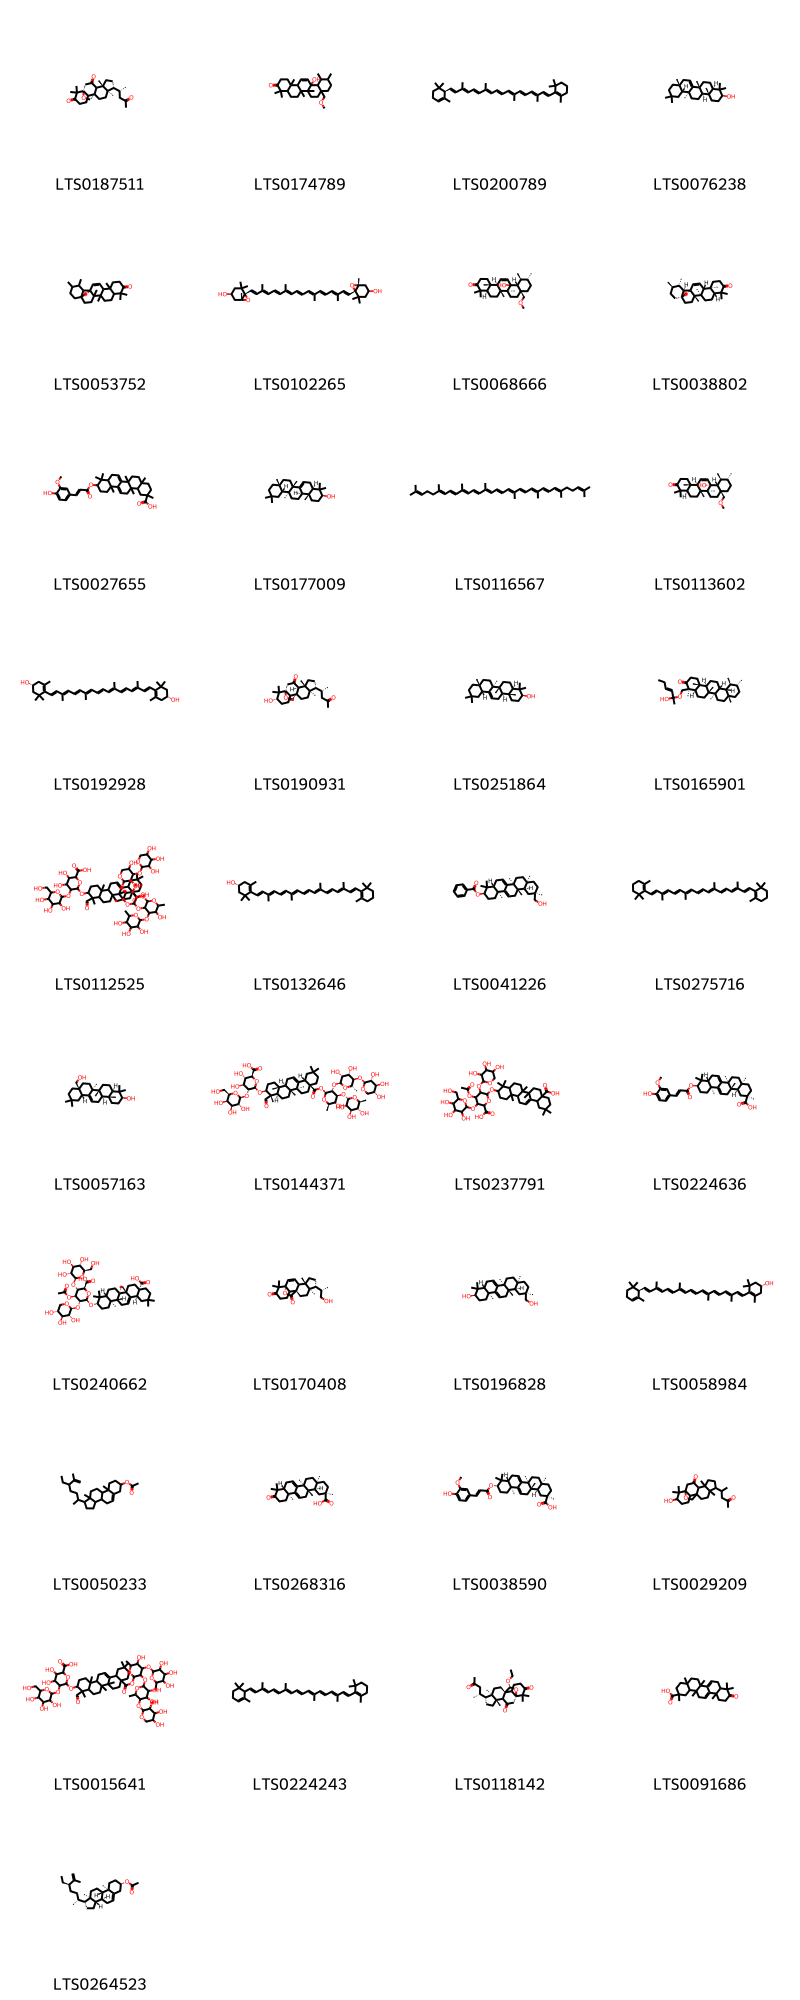 LTS0187511 LTS0174789 LTS0200789 LTS0076238
LTS0053752 LTS0102265 LTS0068666 LTS0038802
LTS0027655 LTS0177009 LTS0116567 LTS0113602
LTS0192928 LTS0190931 LTS0251864 LTS0165901
LTS0112525 LTS0132646 LTS0041226 LTS0275716
LTS0057163 LTS0144371 LTS0237791 LTS0224636
LTS0240662 LTS0170408 LTS0196828 LTS0058984
LTS0050233 LTS0268316 LTS0038590 LTS0029209
LTS0015641 LTS0224243 LTS0118142 LTS0091686
LTS0264523